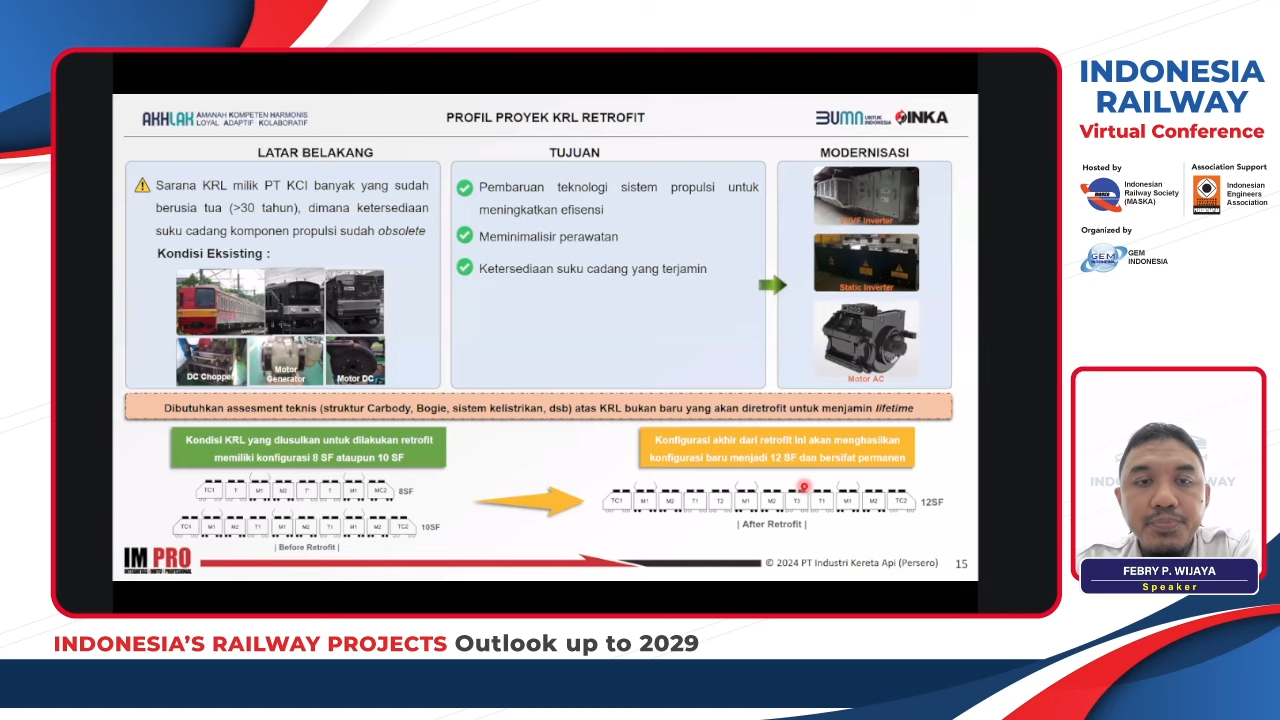 INDONESIA
RAILWAY
Virtual Conference
Hosted by
Indonesian
Railway Society
(MASKA)
Association Support
Indonesian
Engineers
Association
Organized by
GEM
INDONESIA
AKHLAK AMANAH KOMPETEN HARMONIS
LOYAL ADAPTIF KOLABORATIF
PROFIL PROYEK KRL RETROFIT
BUMN UNTUK
INDONESIA
INKA
LATAR BELAKANG
Sarana KRL milik PT KCI banyak yang sudah
berusia tua (>30 tahun), dimana ketersediaan
suku cadang komponen propulsi sudah obsolete
Kondisi Eksisting :
DC Chopper
Motor
Generator
Motor DC
TUJUAN
Pembaruan teknologi sistem propulsi untuk
meningkatkan efisensi
Meminimalisir perawatan
Ketersediaan suku cadang yang terjamin
MODERNISASI
Inverter
Static Inverter
Motor AC
Dibutuhkan assesment teknis (struktur Carbody, Bogie, sistem kelistrikan, dsb) atas KRL bukan baru yang akan diretrofit untuk menjamin lifetime
Kondisi KRL yang diusulkan untuk dilakukan retrofit
memiliki konfigurasi 8 SF ataupun 10 SF
TC1 T M1 M2 T T M1 MC2 8SF
TC1 M1 M2 T1 M1 M2 T1 M1 M2 TC2 10SF
| Before Retrofit |
Konfigurasi akhir dari retrofit ini akan menghasilkan
konfigurasi baru menjadi 12 SF dan bersifat permanen
TC1 M1 M2 T1 T2 M1 M2 T3 T1 M1 M2 TC2 12SF
| After Retrofit |
IM PRO
© 2024 PT Industri Kereta Api (Persero)
15
FEBRY P. WIJAYA
Speaker
INDONESIA'S RAILWAY PROJECTS Outlook up to 2029